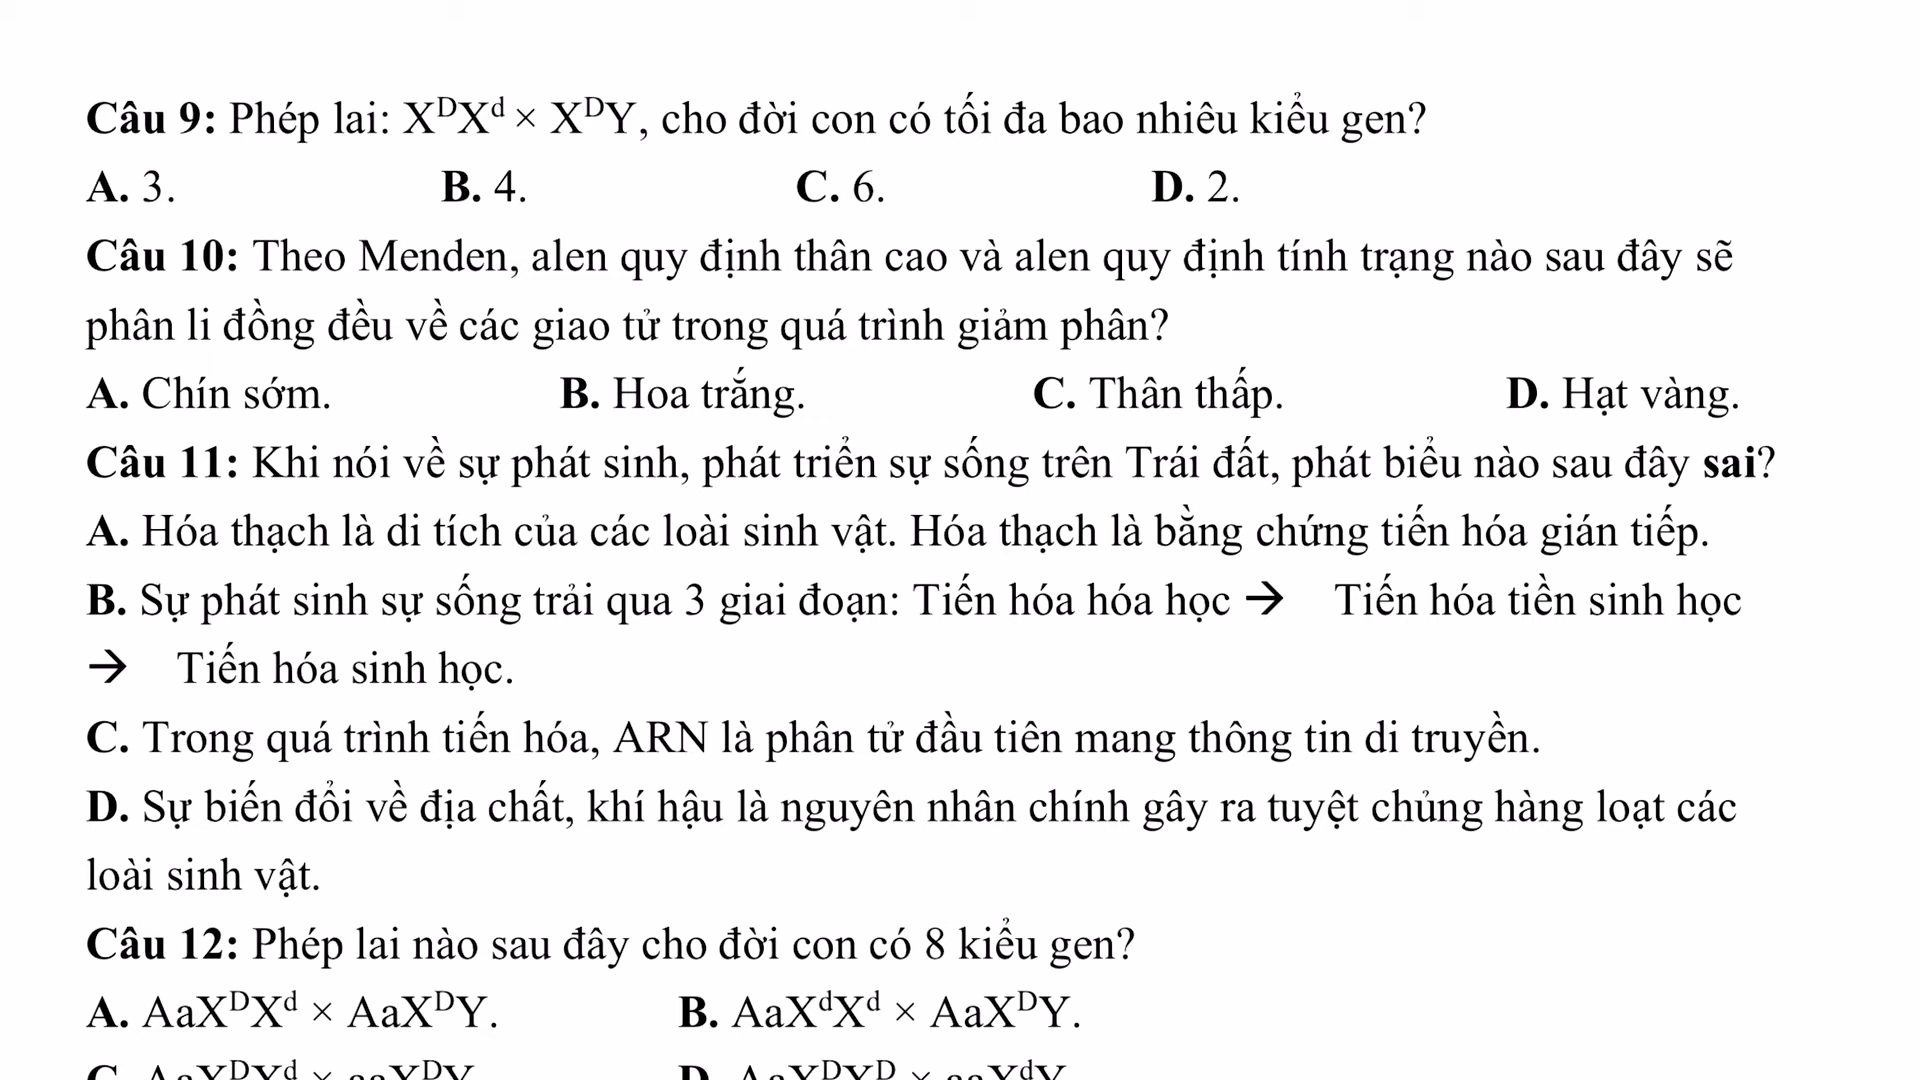 Câu 9: Phép lai: XᴰXᵈ × XᴰY, cho đời con có tối đa bao nhiêu kiểu gen?
A. 3. B. 4. C. 6. D. 2.
Câu 10: Theo Menden, alen quy định thân cao và alen quy định tính trạng nào sau đây sẽ
phân li đồng đều về các giao tử trong quá trình giảm phân?
A. Chín sớm. B. Hoa trắng. C. Thân thấp. D. Hạt vàng.
Câu 11: Khi nói về sự phát sinh, phát triển sự sống trên Trái đất, phát biểu nào sau đây sai?
A. Hóa thạch là di tích của các loài sinh vật. Hóa thạch là bằng chứng tiến hóa gián tiếp.
B. Sự phát sinh sự sống trải qua 3 giai đoạn: Tiến hóa hóa học → Tiến hóa tiền sinh học
→ Tiến hóa sinh học.
C. Trong quá trình tiến hóa, ARN là phân tử đầu tiên mang thông tin di truyền.
D. Sự biến đổi về địa chất, khí hậu là nguyên nhân chính gây ra tuyệt chủng hàng loạt các
loài sinh vật.
Câu 12: Phép lai nào sau đây cho đời con có 8 kiểu gen?
A. AaXᴰXᵈ × AaXᴰY. B. AaXᵈXᵈ × AaXᴰY.
C. AaXᴰXᵈ × aaXᴰY. D. AaXᴰXᴰ × aaXᵈY.